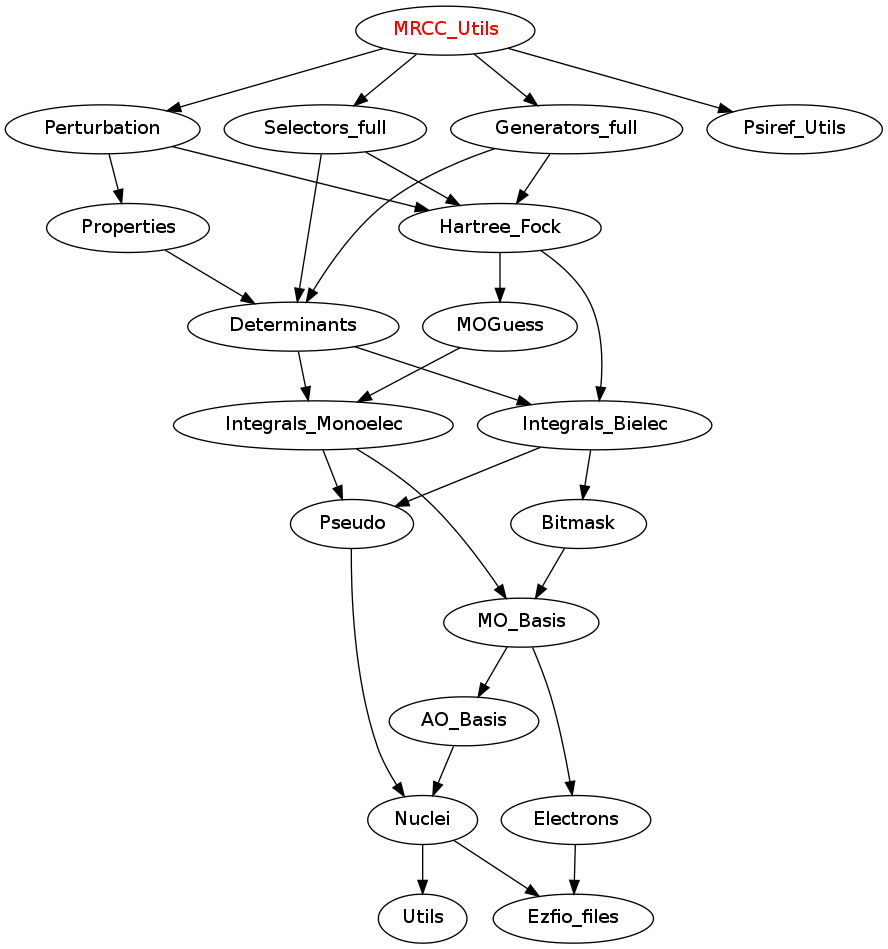 MRCC_Utils
Perturbation
Selectors_full
Generators_full
Psiref_Utils
Properties
Hartree_Fock
Determinants
MOGuess
Integrals_Monoelec
Integrals_Bielec
Pseudo
Bitmask
MO_Basis
AO_Basis
Nuclei
Electrons
Utils
Ezfio_files